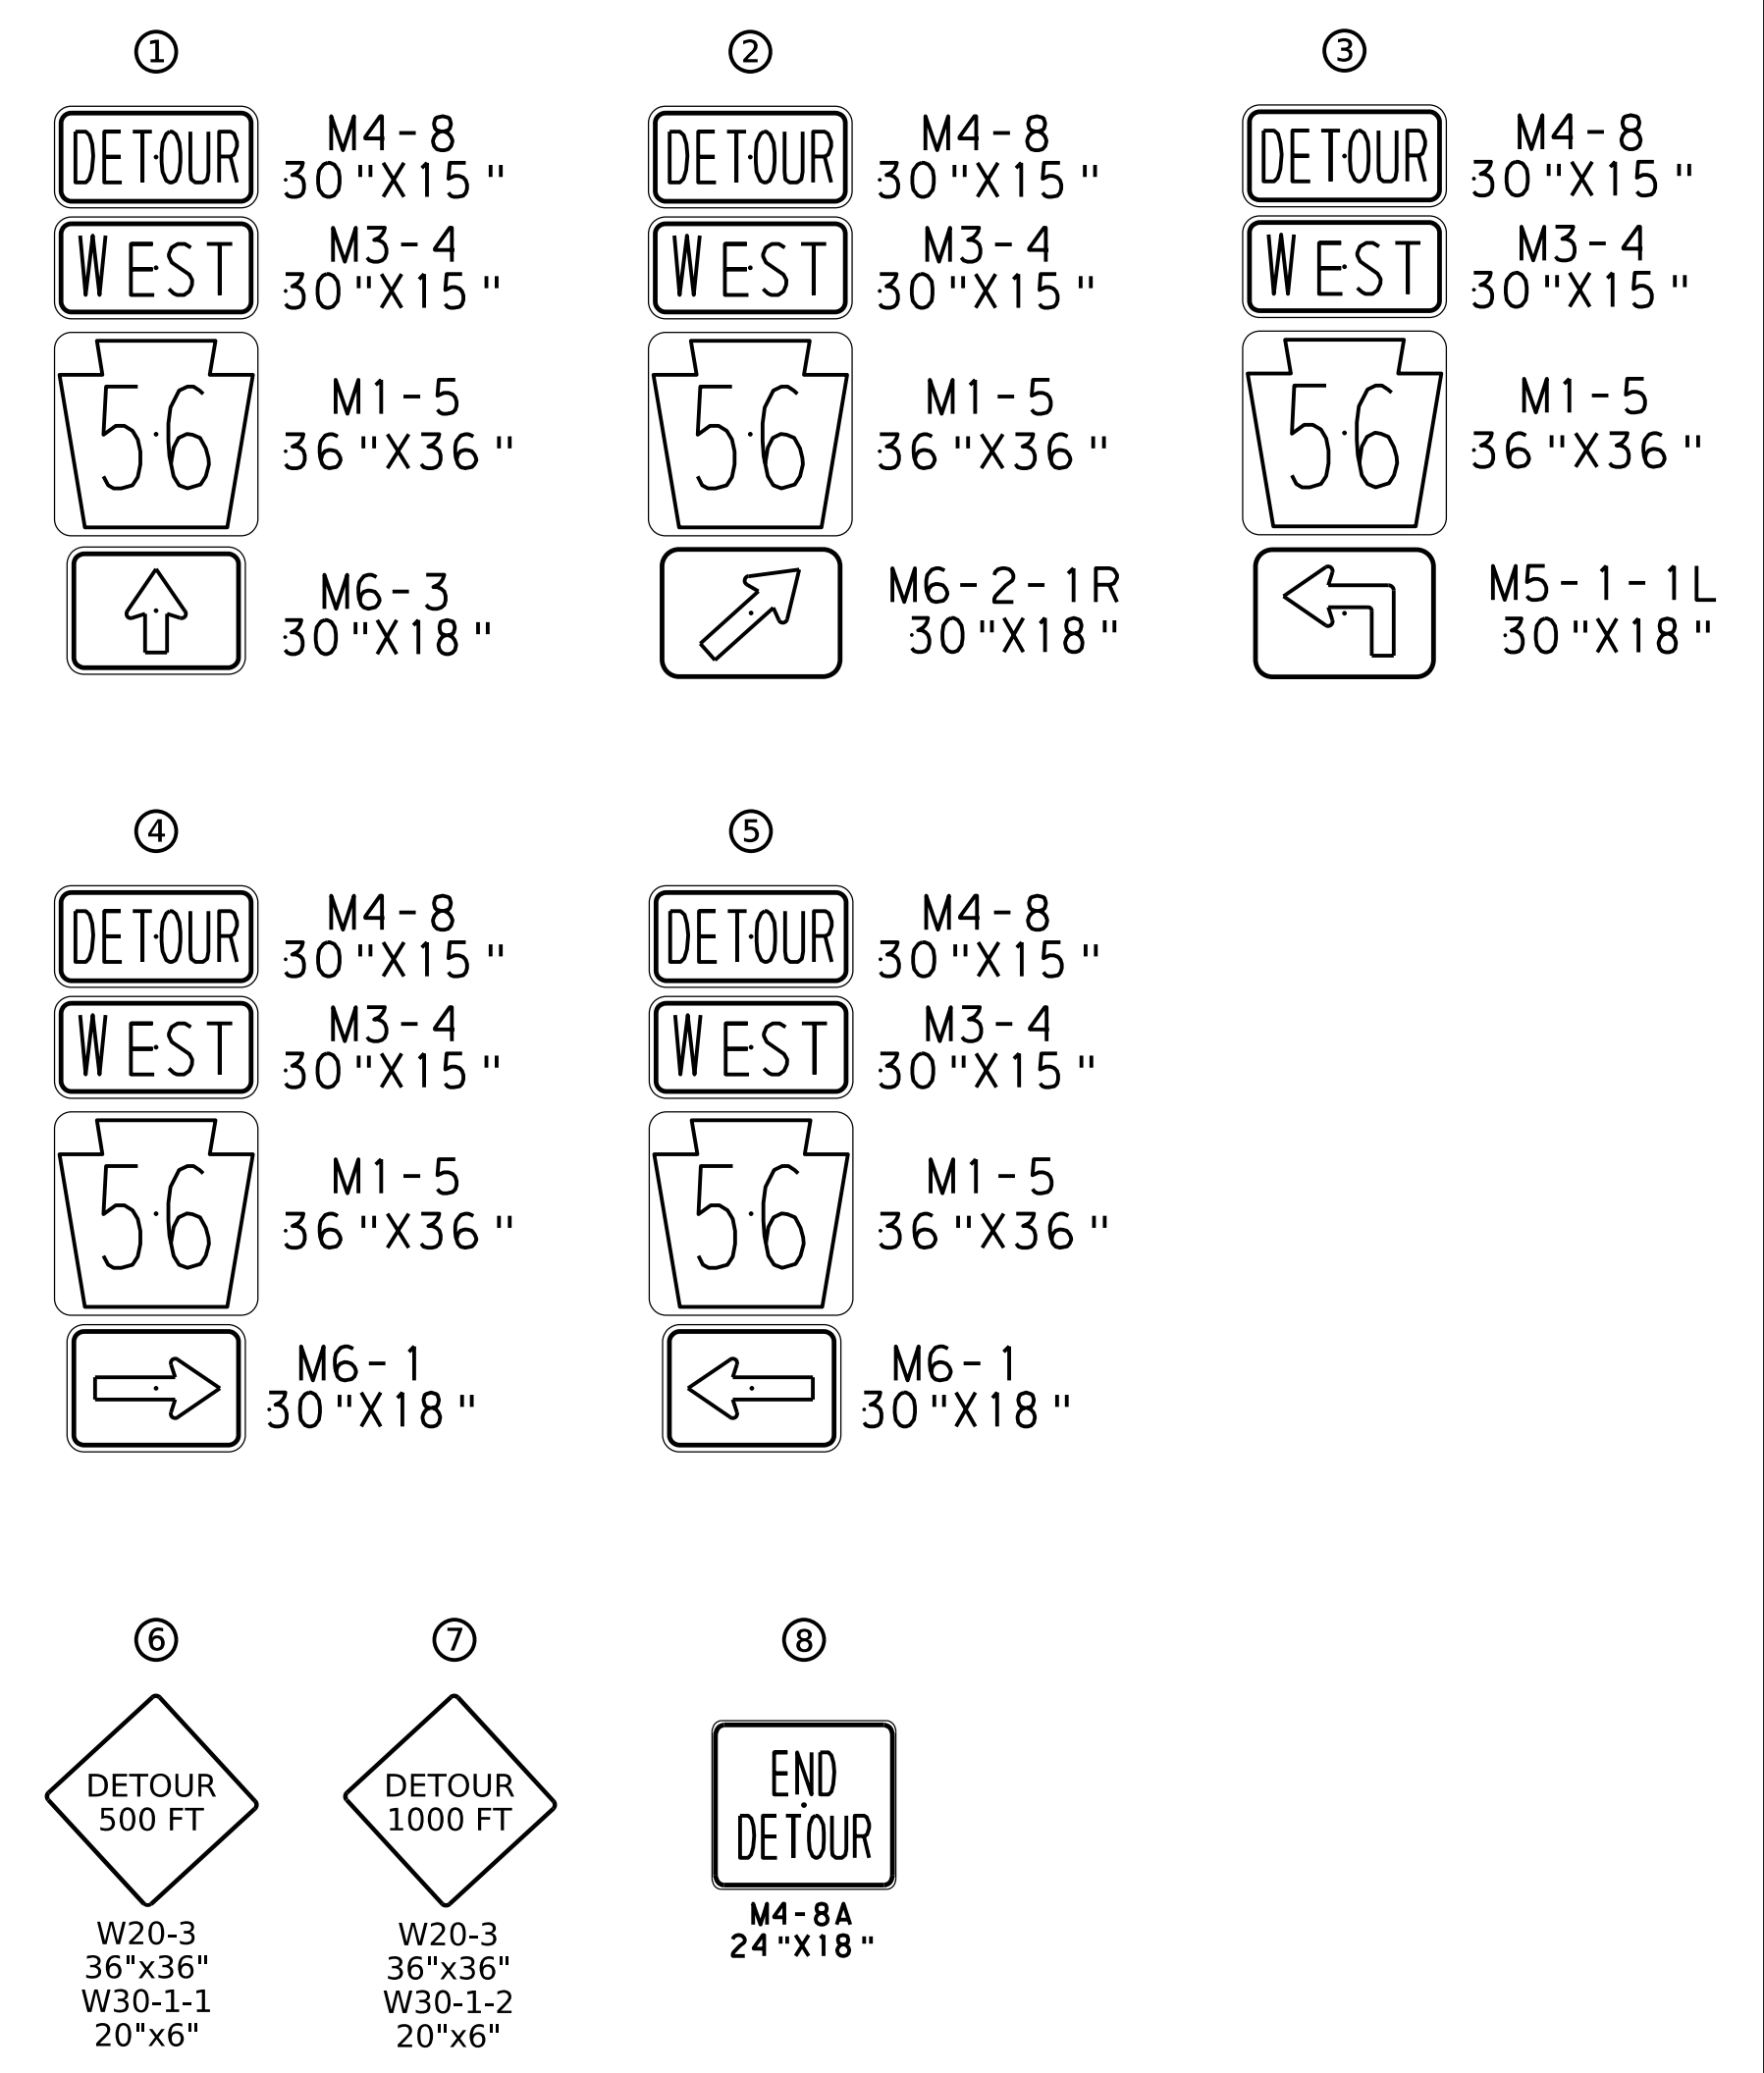 ①
DETOUR
M4-8
30"X15"
WEST
M3-4
30"X15"
56
M1-5
36"X36"
M6-3
30"X18"
②
DETOUR
M4-8
30"X15"
WEST
M3-4
30"X15"
56
M1-5
36"X36"
M6-2-1R
30"X18"
③
DETOUR
M4-8
30"X15"
WEST
M3-4
30"X15"
56
M1-5
36"X36"
M5-1-1L
30"X18"
④
DETOUR
M4-8
30"X15"
WEST
M3-4
30"X15"
56
M1-5
36"X36"
M6-1
30"X18"
⑤
DETOUR
M4-8
30"X15"
WEST
M3-4
30"X15"
56
M1-5
36"X36"
M6-1
30"X18"
⑥
DETOUR
500 FT
W20-3
36"x36"
W30-1-1
20"x6"
⑦
DETOUR
1000 FT
W20-3
36"x36"
W30-1-2
20"x6"
⑧
END
DETOUR
M4-8A
24"X18"